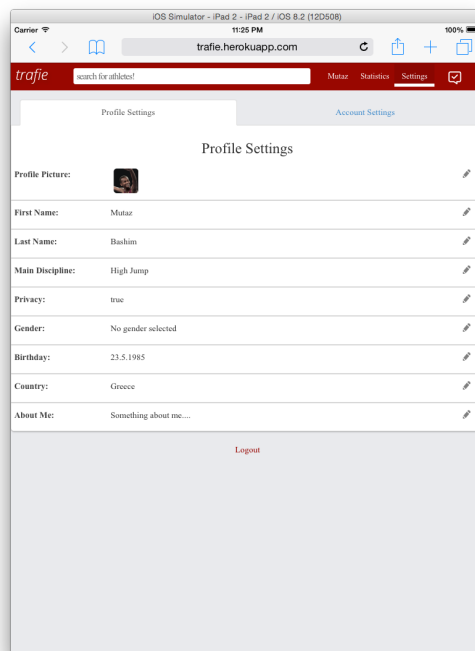 iOS Simulator - iPad 2 - iPad 2 / iOS 8.2 (12D508)
Carrier 11:25 PM 100%
trafie.herokuapp.com
trafie search for athletes! Mutaz Statistics Settings
Profile Settings Account Settings
Profile Settings
Profile Picture:
First Name: Mutaz
Last Name: Bashim
Main Discipline: High Jump
Privacy: true
Gender: No gender selected
Birthday: 23.5.1985
Country: Greece
About Me: Something about me....
Logout